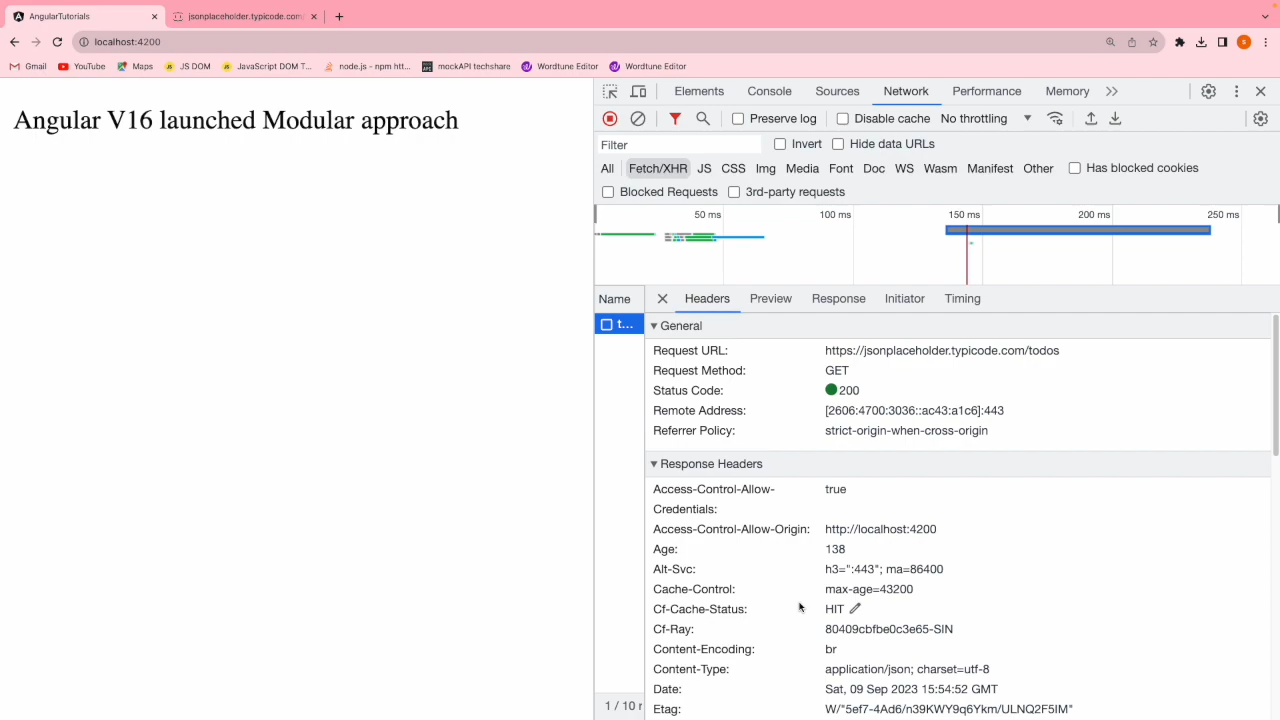 AngularTutorials
jsonplaceholder.typicode.com/
localhost:4200
Gmail YouTube Maps JS DOM JavaScript DOM T... node.js - npm htt... mockAPI techshare Wordtune Editor Wordtune Editor
Angular V16 launched Modular approach
Elements Console Sources Network Performance Memory
Preserve log Disable cache No throttling
Filter Invert Hide data URLs
All Fetch/XHR JS CSS Img Media Font Doc WS Wasm Manifest Other Has blocked cookies
Blocked Requests 3rd-party requests
50 ms 100 ms 150 ms 200 ms 250 ms
Name Headers Preview Response Initiator Timing
t...
General
Request URL: https://jsonplaceholder.typicode.com/todos
Request Method: GET
Status Code: 200
Remote Address: [2606:4700:3036::ac43:a1c6]:443
Referrer Policy: strict-origin-when-cross-origin
Response Headers
Access-Control-Allow- true
Credentials:
Access-Control-Allow-Origin: http://localhost:4200
Age: 138
Alt-Svc: h3=":443"; ma=86400
Cache-Control: max-age=43200
Cf-Cache-Status: HIT
Cf-Ray: 80409cbfbe0c3e65-SIN
Content-Encoding: br
Content-Type: application/json; charset=utf-8
Date: Sat, 09 Sep 2023 15:54:52 GMT
Etag: W/"5ef7-4Ad6/n39KWY9q6Ykm/ULNQ2F5IM"
1 / 10 r